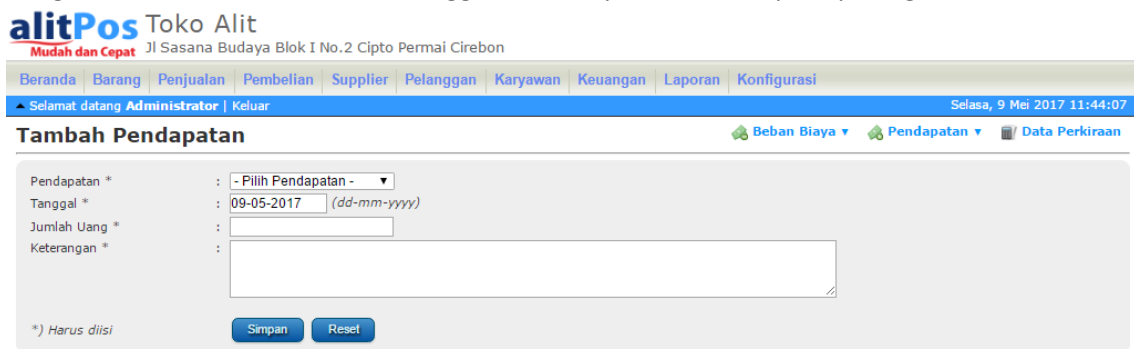 alitPos Toko Alit
Mudah dan Cepat Jl Sasana Budaya Blok I No.2 Cipto Permai Cirebon
Beranda Barang Penjualan Pembelian Supplier Pelanggan Karyawan Keuangan Laporan Konfigurasi
Selamat datang Administrator | Keluar Selasa, 9 Mei 2017 11:44:07
Tambah Pendapatan Beban Biaya ▼ Pendapatan ▼ Data Perkiraan
Pendapatan * : - Pilih Pendapatan - ▼
Tanggal * : 09-05-2017 (dd-mm-yyyy)
Jumlah Uang * :
Keterangan * :
*) Harus diisi Simpan Reset